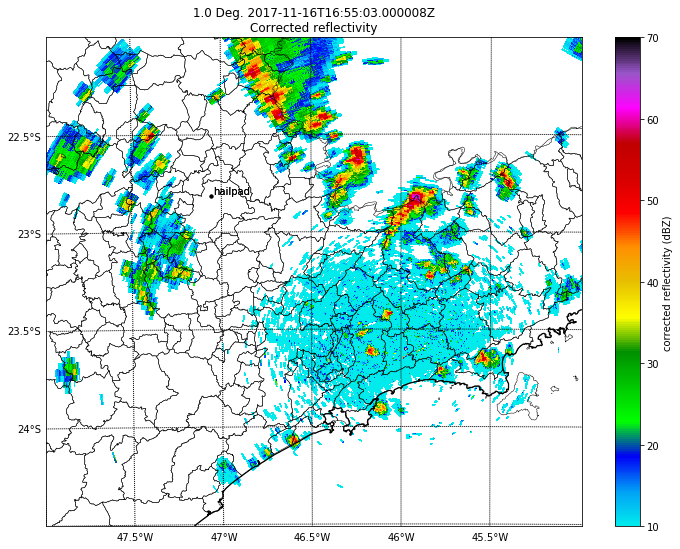 1.0 Deg. 2017-11-16T16:55:03.000008Z
Corrected reflectivity
22.5°S
23°S
23.5°S
24°S
hailpad
47.5°W
47°W
46.5°W
46°W
45.5°W
70
60
50
40
30
20
10
corrected reflectivity (dBZ)